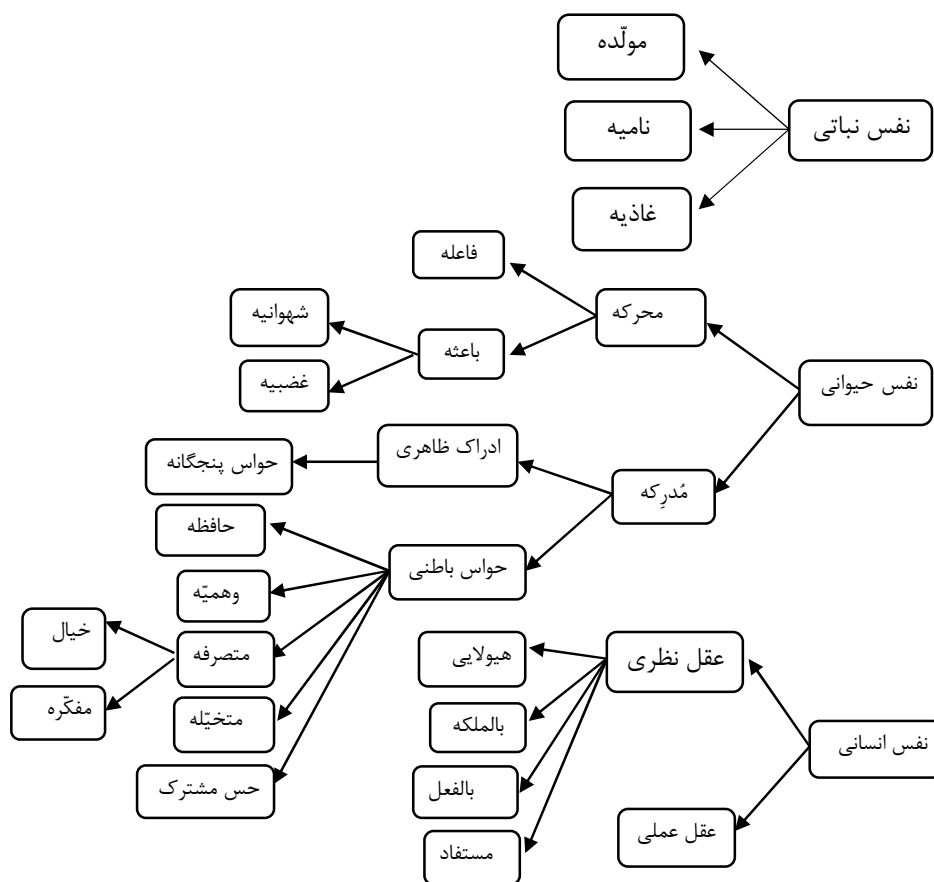 مولّده
نفس نباتی
نامیه
غاذیه
فاعله
محرکه
شهوانیه
باعثه
غضبیه
نفس حیوانی
ادراک ظاهری
حواس پنجگانه
مُدرِکه
حافظه
حواس باطنی
وهمیّه
متصرفه
خیال
مفکّره
متخیّله
حس مشترک
عقل نظری
هیولایی
بالملکه
بالفعل
مستفاد
نفس انسانی
عقل عملی